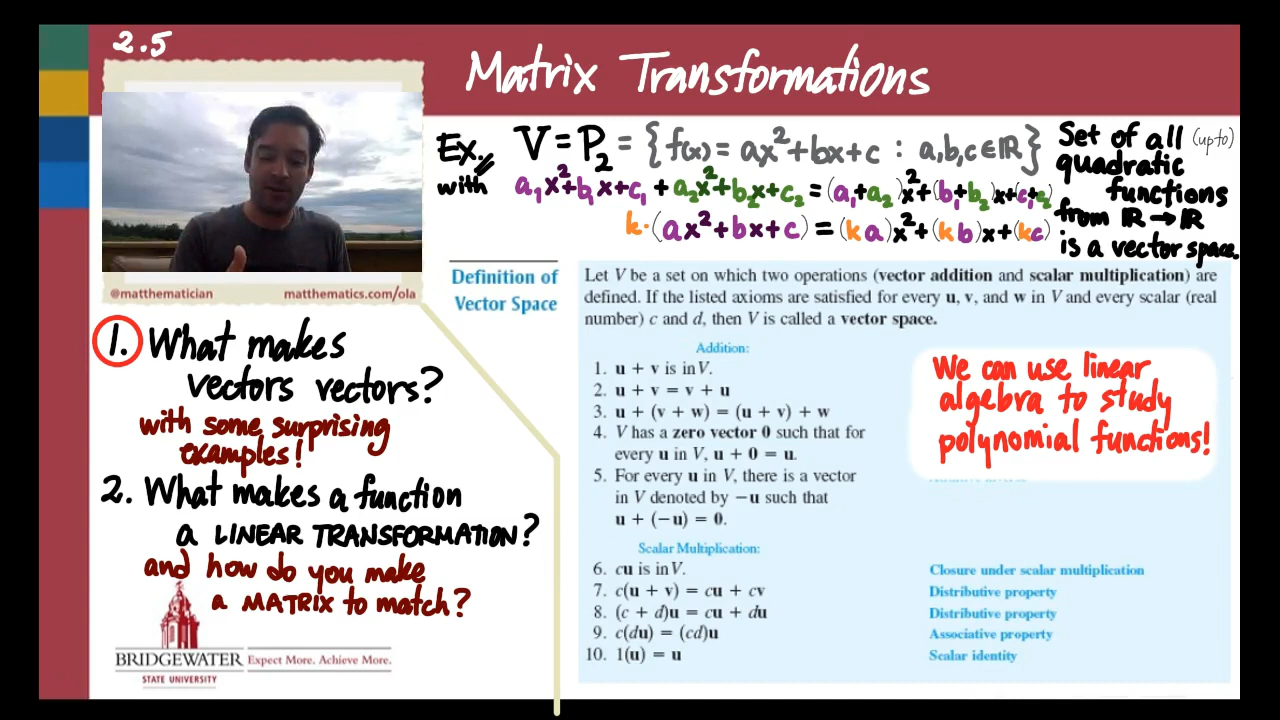 2.5
Matrix Transformations
@matthematician matthematics.com/ola
1. What makes
vectors vectors?
with some surprising
examples!
2. What makes a function
a LINEAR TRANSFORMATION?
and how do you make
a MATRIX to match?
BRIDGEWATER
STATE UNIVERSITY
Expect More. Achieve More.
Ex. V = P₂ = {f(x) = ax²+bx+c : a,b,c ∈ ℝ}
with a₁x²+b₁x+c₁ + a₂x²+b₂x+c₂ = (a₁+a₂)x²+(b₁+b₂)x+(c₁+c₂)
k·(ax²+bx+c) = (ka)x²+(kb)x+(kc)
Set of all (up to)
quadratic
functions
from ℝ→ℝ
is a vector space.
Definition of
Vector Space
Let V be a set on which two operations (vector addition and scalar multiplication) are
defined. If the listed axioms are satisfied for every u, v, and w in V and every scalar (real
number) c and d, then V is called a vector space.
Addition:
1. u + v is in V.
2. u + v = v + u
3. u + (v + w) = (u + v) + w
4. V has a zero vector 0 such that for
every u in V, u + 0 = u.
5. For every u in V, there is a vector
in V denoted by −u such that
u + (−u) = 0.
We can use linear
algebra to study
polynomial functions!
Scalar Multiplication:
6. cu is in V. Closure under scalar multiplication
7. c(u + v) = cu + cv Distributive property
8. (c + d)u = cu + du Distributive property
9. c(du) = (cd)u Associative property
10. 1(u) = u Scalar identity